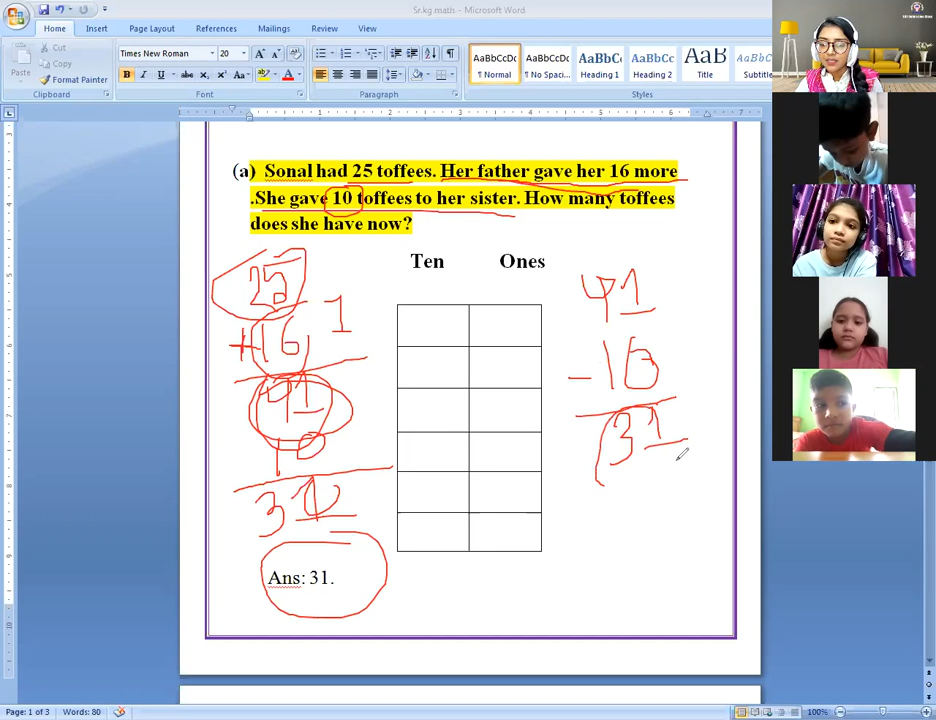 Sr.kg.math. - Microsoft Word
Home Insert Page Layout References Mailings Review View
Cut
Copy
Paste
Format Painter
Clipboard
Times New Roman 20
Font
Paragraph
AaBbCcDc AaBbCcDc AaBbCc AaBbCc AaB AaBbCc
¶ Normal ¶ No Spaci... Heading 1 Heading 2 Title Subtitle
Styles
(a) Sonal had 25 toffees. Her father gave her 16 more
.She gave 10 toffees to her sister. How many toffees
does she have now?
Ten Ones
25
1
+16
41
10
31
41
-10
31
Ans: 31.
Page: 1 of 3 Words: 80 100%